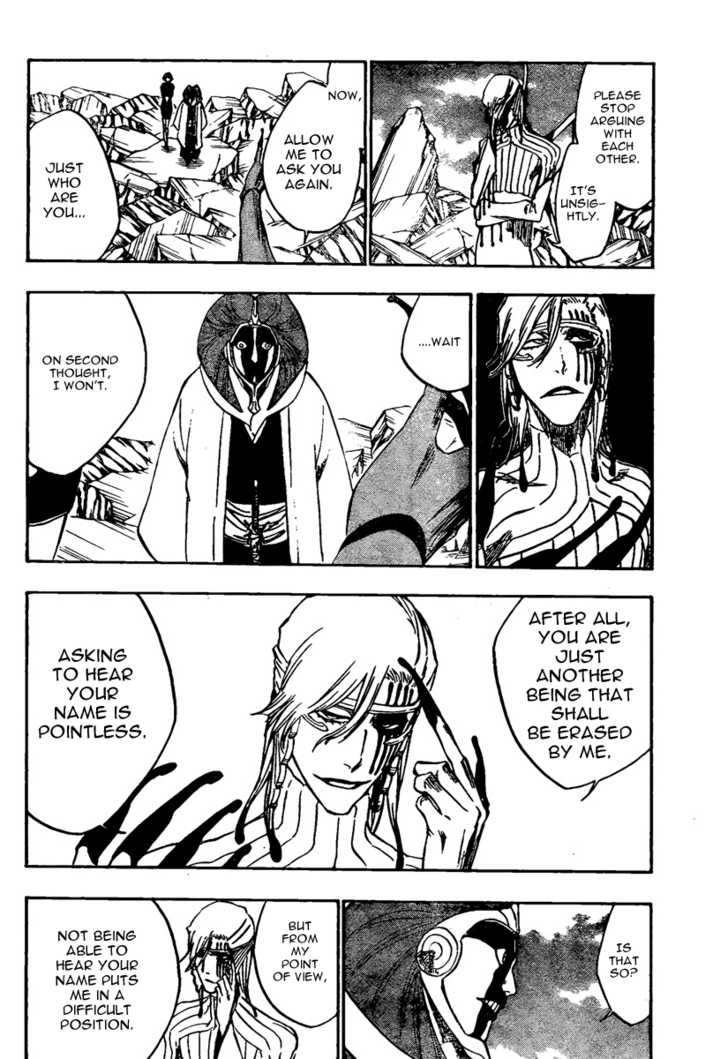 PLEASE
STOP
ARGUING
WITH
EACH
OTHER.
IT'S
UNSIG-
HTLY.
NOW,
ALLOW
ME TO
ASK YOU
AGAIN.
JUST
WHO
ARE
YOU...
....WAIT
ON SECOND
THOUGHT,
I WON'T.
AFTER ALL,
YOU ARE
JUST
ANOTHER
BEING THAT
SHALL
BE ERASED
BY ME.
ASKING
TO HEAR
YOUR
NAME IS
POINTLESS.
IS
THAT
SO?
BUT
FROM
MY
POINT
OF VIEW,
NOT BEING
ABLE TO
HEAR YOUR
NAME PUTS
ME IN A
DIFFICULT
POSITION.